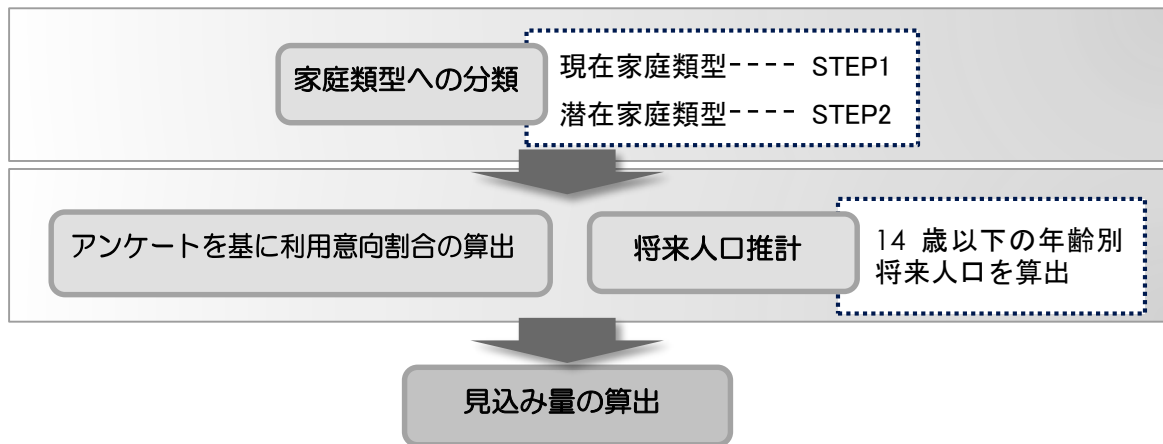 家庭類型への分類
現在家庭類型---- STEP1
潜在家庭類型---- STEP2
アンケートを基に利用意向割合の算出
将来人口推計
14 歳以下の年齢別
将来人口を算出
見込み量の算出